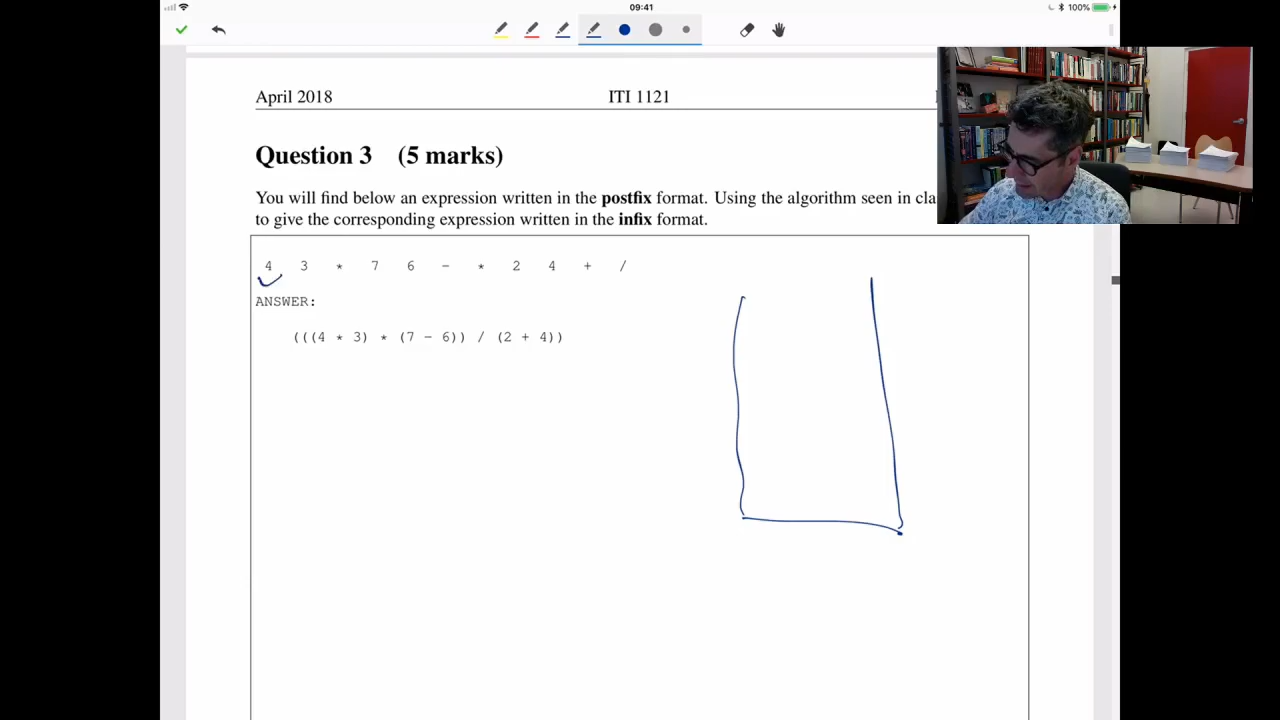 09:41
100%
April 2018 ITI 1121
Question 3 (5 marks)
You will find below an expression written in the postfix format. Using the algorithm seen in
to give the corresponding expression written in the infix format.
4 3 * 7 6 - * 2 4 + /
ANSWER:
(((4 * 3) * (7 - 6)) / (2 + 4))